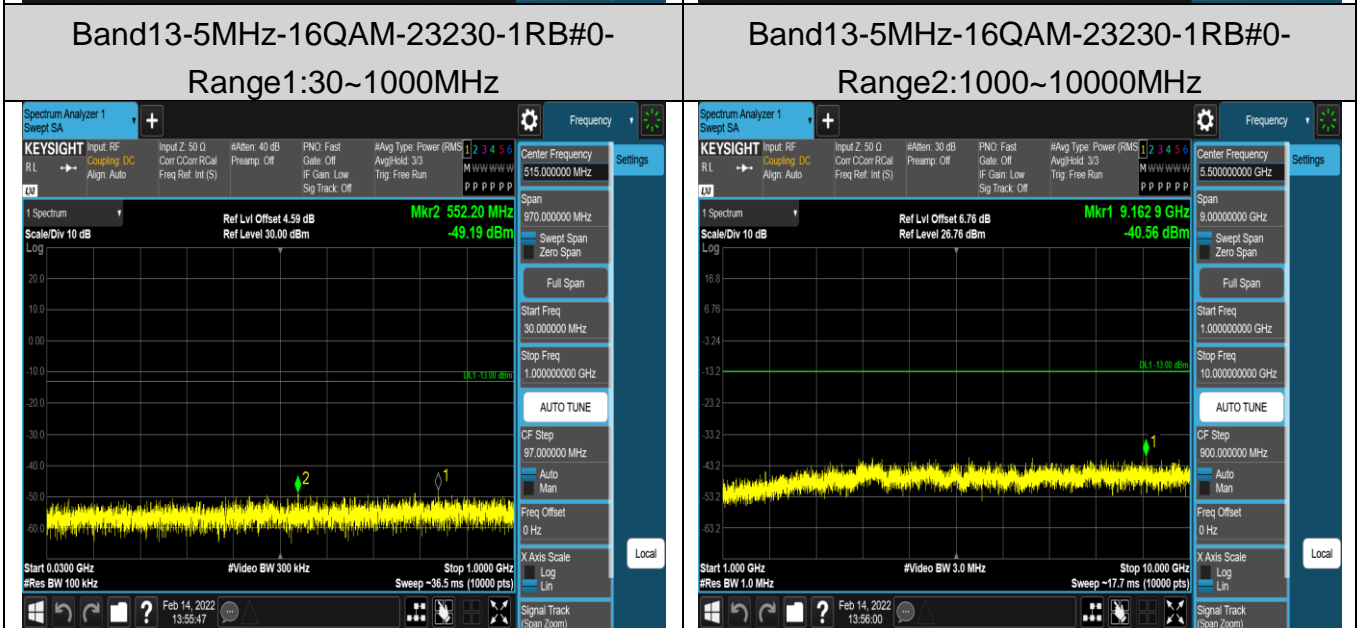 Band13-5MHz-16QAM-23230-1RB#0-
Range1:30~1000MHz
Spectrum Analyzer 1
Swept SA
+
Frequency
KEYSIGHT
R L
LXI
Input: RF
Coupling: DC
Align: Auto
Input Z: 50 Ω
Corr CCorr RCal
Freq Ref: Int (S)
#Atten: 40 dB
Preamp: Off
PNO: Fast
Gate: Off
IF Gain: Low
Sig Track: Off
#Avg Type: Power (RMS
Avg|Hold: 3/3
Trig: Free Run
1 2 3 4 5 6
M W W W W W
P P P P P P
1 Spectrum
Scale/Div 10 dB
Log
Ref Lvl Offset 4.59 dB
Ref Level 30.00 dBm
Mkr2 552.20 MHz
-49.19 dBm
20.0
10.0
0.00
-10.0
-20.0
-30.0
-40.0
-50.0
-60.0
DL1 -13.00 dBm
2
1
Start 0.0300 GHz
#Res BW 100 kHz
#Video BW 300 kHz
Stop 1.0000 GHz
Sweep ~36.5 ms (10000 pts)
Center Frequency
515.000000 MHz
Settings
Span
970.000000 MHz
Swept Span
Zero Span
Full Span
Start Freq
30.000000 MHz
Stop Freq
1.000000000 GHz
AUTO TUNE
CF Step
97.000000 MHz
Auto
Man
Freq Offset
0 Hz
X Axis Scale
Log
Lin
Local
Signal Track
(Span Zoom)
?
Feb 14, 2022
13:55:47
Band13-5MHz-16QAM-23230-1RB#0-
Range2:1000~10000MHz
Spectrum Analyzer 1
Swept SA
+
Frequency
KEYSIGHT
R L
LXI
Input: RF
Coupling: DC
Align: Auto
Input Z: 50 Ω
Corr CCorr RCal
Freq Ref: Int (S)
#Atten: 30 dB
Preamp: Off
PNO: Fast
Gate: Off
IF Gain: Low
Sig Track: Off
#Avg Type: Power (RMS
Avg|Hold: 3/3
Trig: Free Run
1 2 3 4 5 6
M W W W W W
P P P P P P
1 Spectrum
Scale/Div 10 dB
Log
Ref Lvl Offset 6.76 dB
Ref Level 26.76 dBm
Mkr1 9.162 9 GHz
-40.56 dBm
16.8
6.76
-3.24
-13.2
-23.2
-33.2
-43.2
-53.2
-63.2
DL1 -13.00 dBm
1
Start 1.000 GHz
#Res BW 1.0 MHz
#Video BW 3.0 MHz
Stop 10.000 GHz
Sweep ~17.7 ms (10000 pts)
Center Frequency
5.500000000 GHz
Settings
Span
9.00000000 GHz
Swept Span
Zero Span
Full Span
Start Freq
1.000000000 GHz
Stop Freq
10.000000000 GHz
AUTO TUNE
CF Step
900.000000 MHz
Auto
Man
Freq Offset
0 Hz
X Axis Scale
Log
Lin
Local
Signal Track
(Span Zoom)
?
Feb 14, 2022
13:56:00